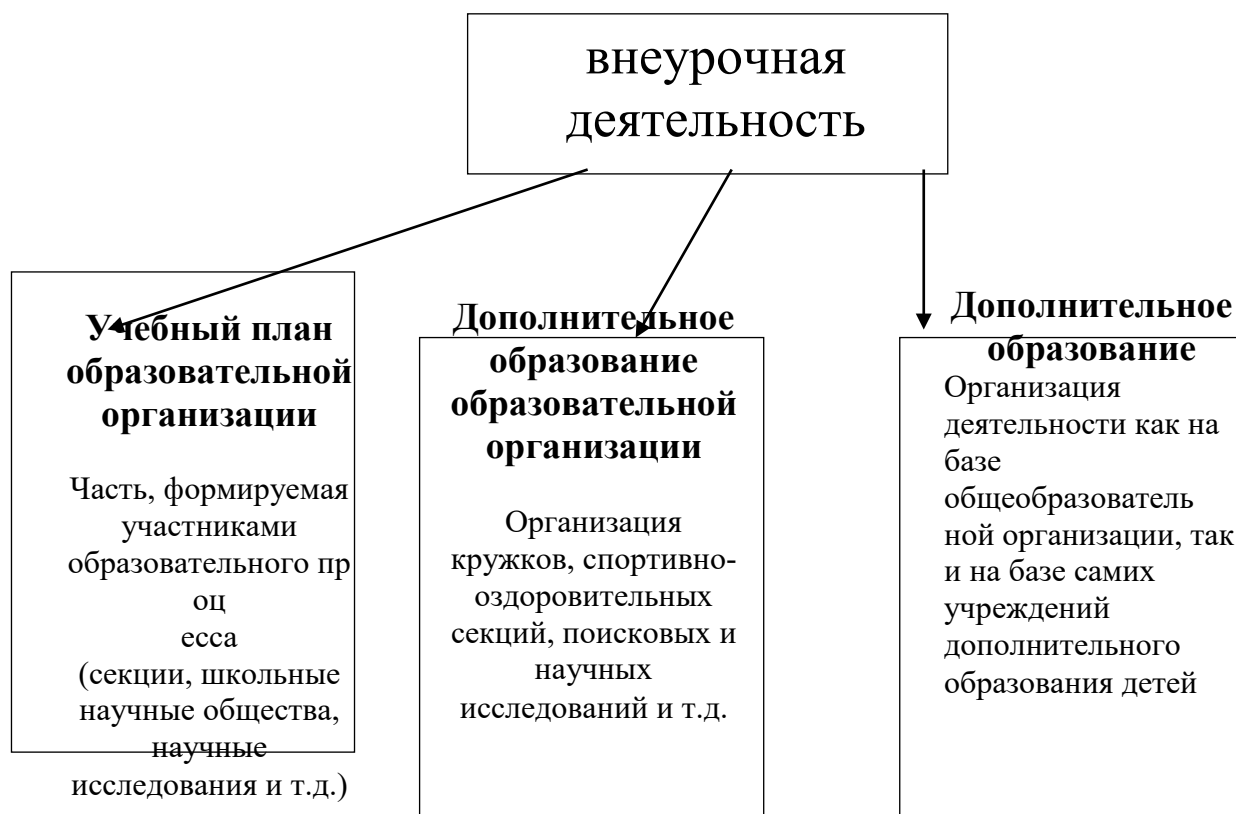 внеурочная
деятельность
Учебный план
образовательной
организации
Часть, формируемая
участниками
образовательного пр
оц
есса
(секции, школьные
научные общества,
научные
исследования и т.д.)
Дополнительное
образование
образовательной
организации
Организация
кружков, спортивно-
оздоровительных
секций, поисковых и
научных
исследований и т.д.
Дополнительное
образование
Организация
деятельности как на
базе
общеобразователь
ной организации, так
и на базе самих
учреждений
дополнительного
образования детей